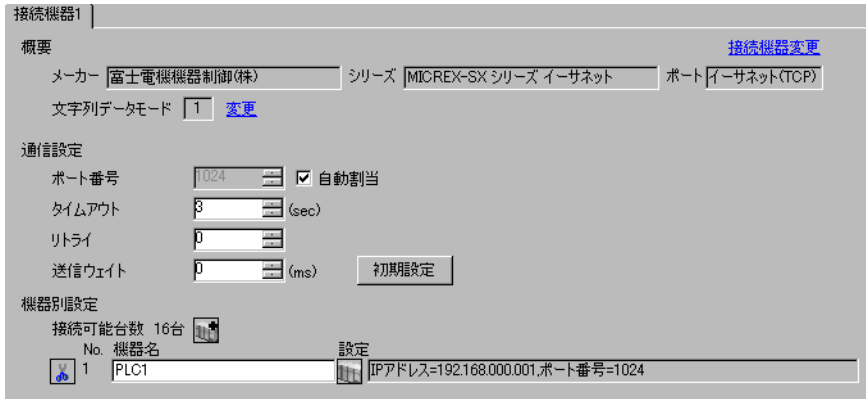 接続機器1
概要 接続機器変更
メーカー 富士電機機器制御(株) シリーズ MICREX-SX シリーズ イーサネット ポート イーサネット(TCP)
文字列データモード 1 変更
通信設定
ポート番号 1024 自動割当
タイムアウト 3 (sec)
リトライ 0
送信ウェイト 0 (ms) 初期設定
機器別設定
接続可能台数 16台
No. 機器名 設定
1 PLC1 IPアドレス=192.168.000.001,ポート番号=1024